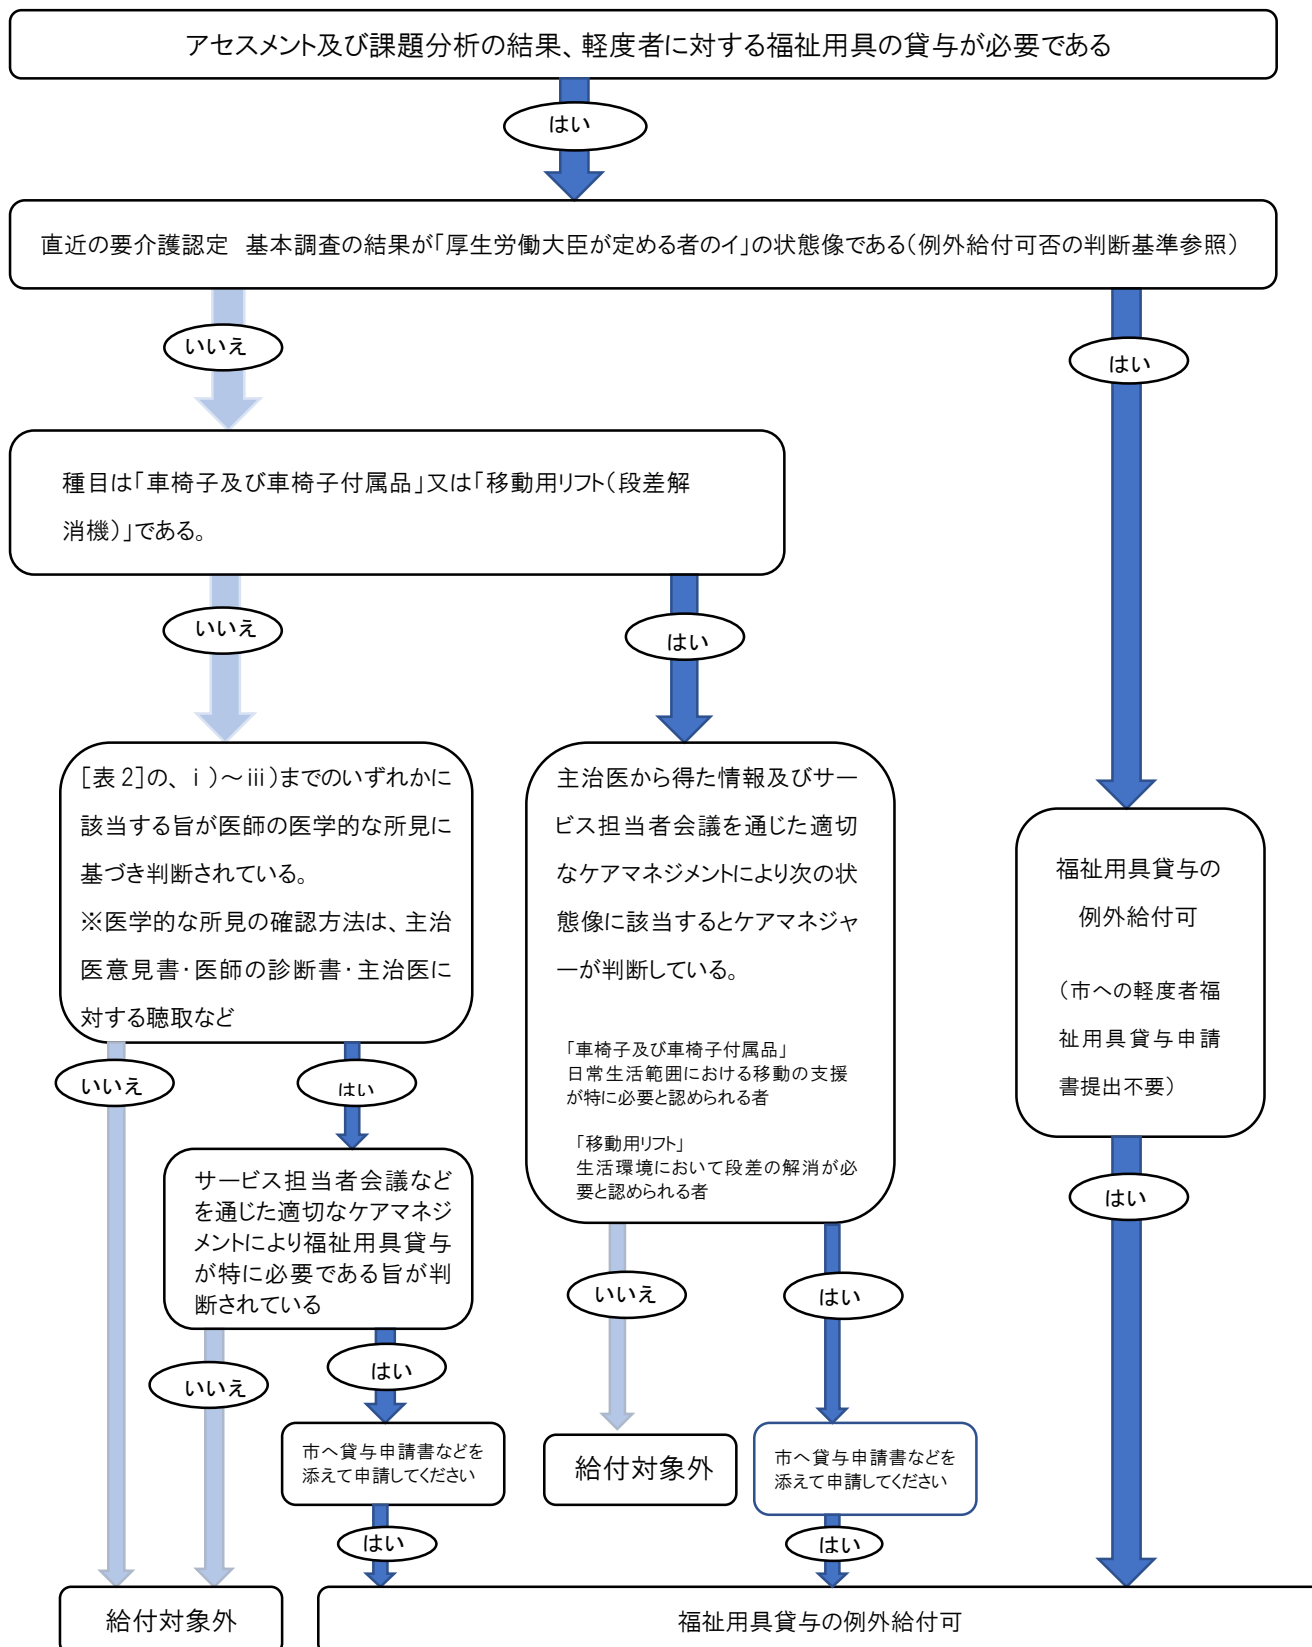 アセスメント及び課題分析の結果、軽度者に対する福祉用具の貸与が必要である
はい
直近の要介護認定　基本調査の結果が「厚生労働大臣が定める者のイ」の状態像である（例外給付可否の判断基準参照）
いいえ
はい
種目は「車椅子及び車椅子付属品」又は「移動用リフト（段差解
消機）」である。
いいえ
はい
[表２]の、ⅰ）～ⅲ）までのいずれかに
該当する旨が医師の医学的な所見に
基づき判断されている。
※医学的な所見の確認方法は、主治
医意見書・医師の診断書・主治医に
対する聴取など
主治医から得た情報及びサー
ビス担当者会議を通じた適切
なケアマネジメントにより次の状
態像に該当するとケアマネジャ
ーが判断している。
「車椅子及び車椅子付属品」
日常生活範囲における移動の支援
が特に必要と認められる者
「移動用リフト」
生活環境において段差の解消が必
要と認められる者
福祉用具貸与の
例外給付可
（市への軽度者福
祉用具貸与申請
書提出不要）
いいえ
はい
はい
サービス担当者会議などを
を通じた適切なケアマネジ
メントにより福祉用具貸与
が特に必要である旨が判
断されている
いいえ
はい
いいえ
はい
市へ貸与申請書などを
添えて申請してください
給付対象外
市へ貸与申請書などを
添えて申請してください
はい
はい
給付対象外
福祉用具貸与の例外給付可